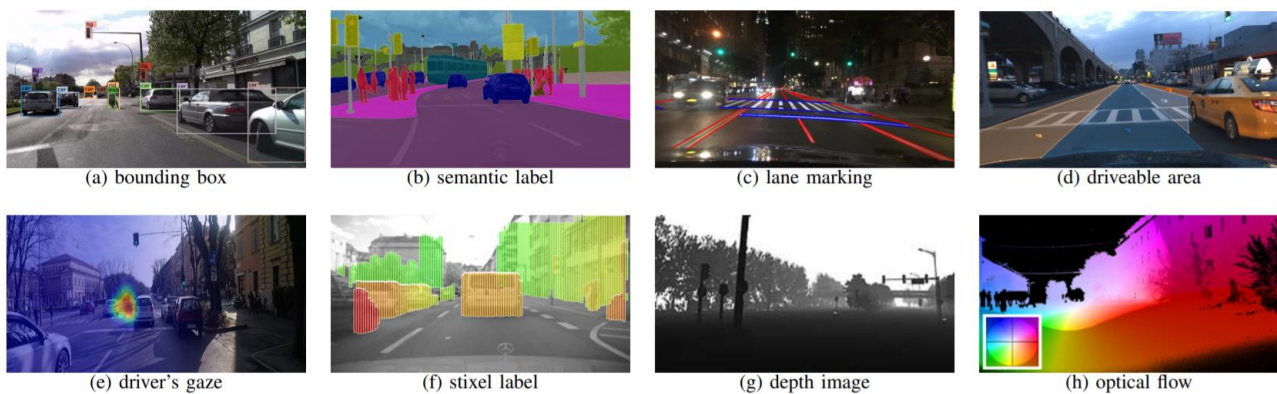 (a) bounding box
(b) semantic label
(c) lane marking
(d) driveable area
(e) driver's gaze
(f) stixel label
(g) depth image
(h) optical flow